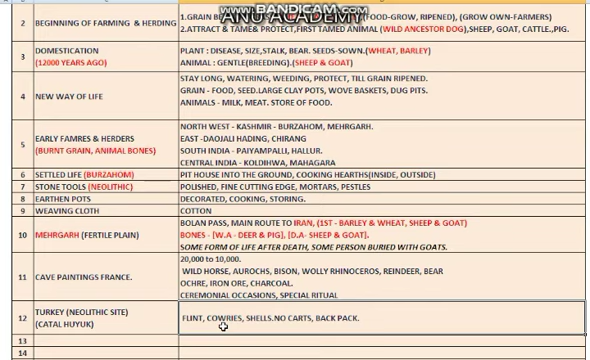 WWW.BANDICAM.COM
ANU ACADEMY
2 BEGINNING OF FARMING & HERDING 1.GRAIN (FOOD-GROW, RIPENED), (GROW OWN-FARMERS)
2.ATTRACT & TAME& PROTECT,FIRST TAMED ANIMAL (WILD ANCESTOR DOG),SHEEP, GOAT, CATTLE.,PIG.
3 DOMESTICATION (12000 YEARS AGO) PLANT : DISEASE, SIZE,STALK, BEAR. SEEDS-SOWN.(WHEAT, BARLEY)
ANIMAL : GENTLE(BREEDING).(SHEEP & GOAT)
4 NEW WAY OF LIFE STAY LONG, WATERING, WEEDING, PROTECT, TILL GRAIN RIPENED.
GRAIN - FOOD, SEED.LARGE CLAY POTS, WOVE BASKETS, DUG PITS.
ANIMALS - MILK, MEAT. STORE OF FOOD.
5 EARLY FAMRES & HERDERS (BURNT GRAIN, ANIMAL BONES) NORTH WEST - KASHMIR - BURZAHOM, MEHRGARH.
EAST -DAOJALI HADING, CHIRANG
SOUTH INDIA - PAIYAMPALLI, HALLUR.
CENTRAL INDIA - KOLDIHWA, MAHAGARA
6 SETTLED LIFE (BURZAHOM) PIT HOUSE INTO THE GROUND, COOKING HEARTHS(INSIDE, OUTSIDE)
7 STONE TOOLS (NEOLITHIC) POLISHED, FINE CUTTING EDGE, MORTARS, PESTLES
8 EARTHEN POTS DECORATED, COOKING, STORING.
9 WEAVING CLOTH COTTON
10 MEHRGARH (FERTILE PLAIN) BOLAN PASS, MAIN ROUTE TO IRAN, (1ST - BARLEY & WHEAT, SHEEP & GOAT)
BONES - [W.A - DEER & PIG], [D.A- SHEEP & GOAT].
SOME FORM OF LIFE AFTER DEATH, SOME PERSON BURIED WITH GOATS.
11 CAVE PAINTINGS FRANCE. 20,000 to 10,000.
WILD HORSE, AUROCHS, BISON, WOLLY RHINOCEROS, REINDEER, BEAR
OCHRE, IRON ORE, CHARCOAL.
CEREMONIAL OCCASIONS, SPECIAL RITUAL
12 TURKEY (NEOLITHIC SITE) (CATAL HUYUK) FLINT, COWRIES, SHELLS.NO CARTS, BACK PACK.
13
14